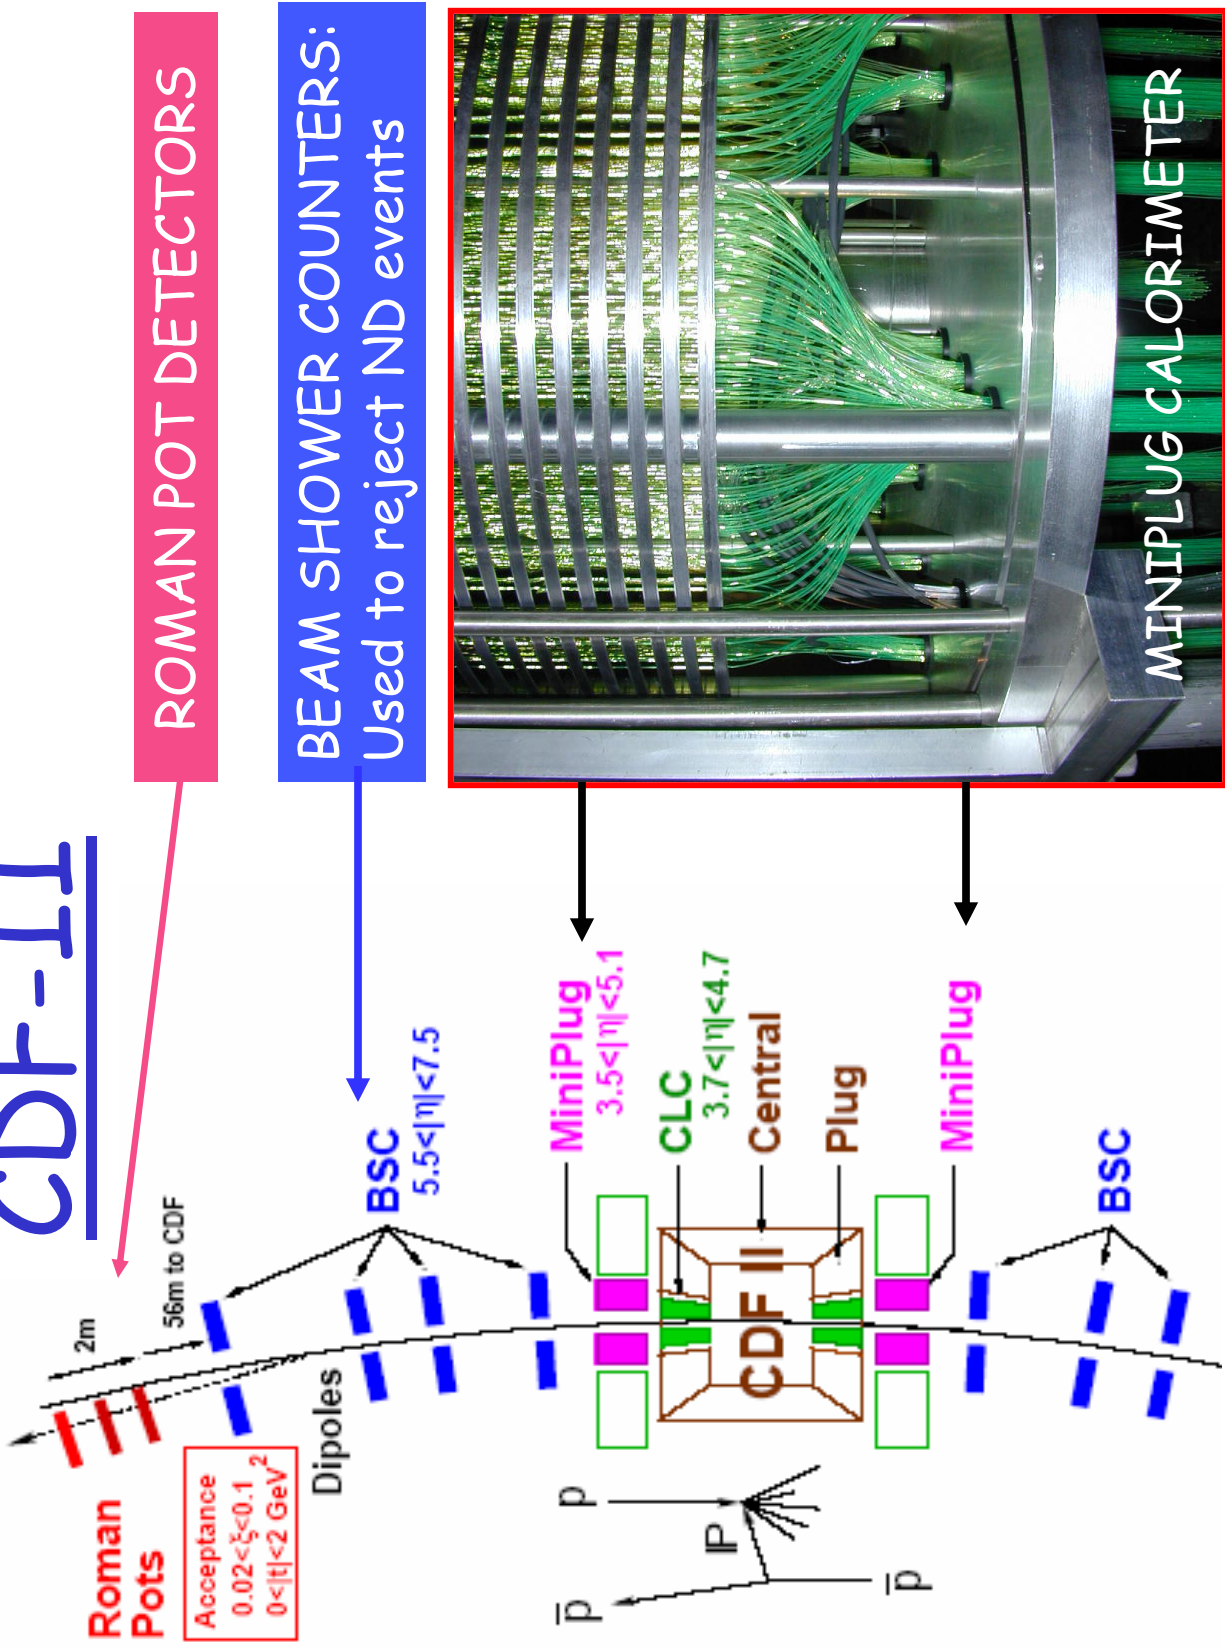 CDF-II
ROMAN POT DETECTORS
BEAM SHOWER COUNTERS:
Used to reject ND events
MINIPLUG CALORIMETER
Roman
Pots
Acceptance
0.02<ξ<0.1
0<|t|<2 GeV²
2m
56m to CDF
Dipoles
BSC
5.5<|η|<7.5
MiniPlug
3.5<|η|<5.1
CLC
3.7<|η|<4.7
Central
Plug
CDF II
MiniPlug
BSC
p
IP
p̅
p̅